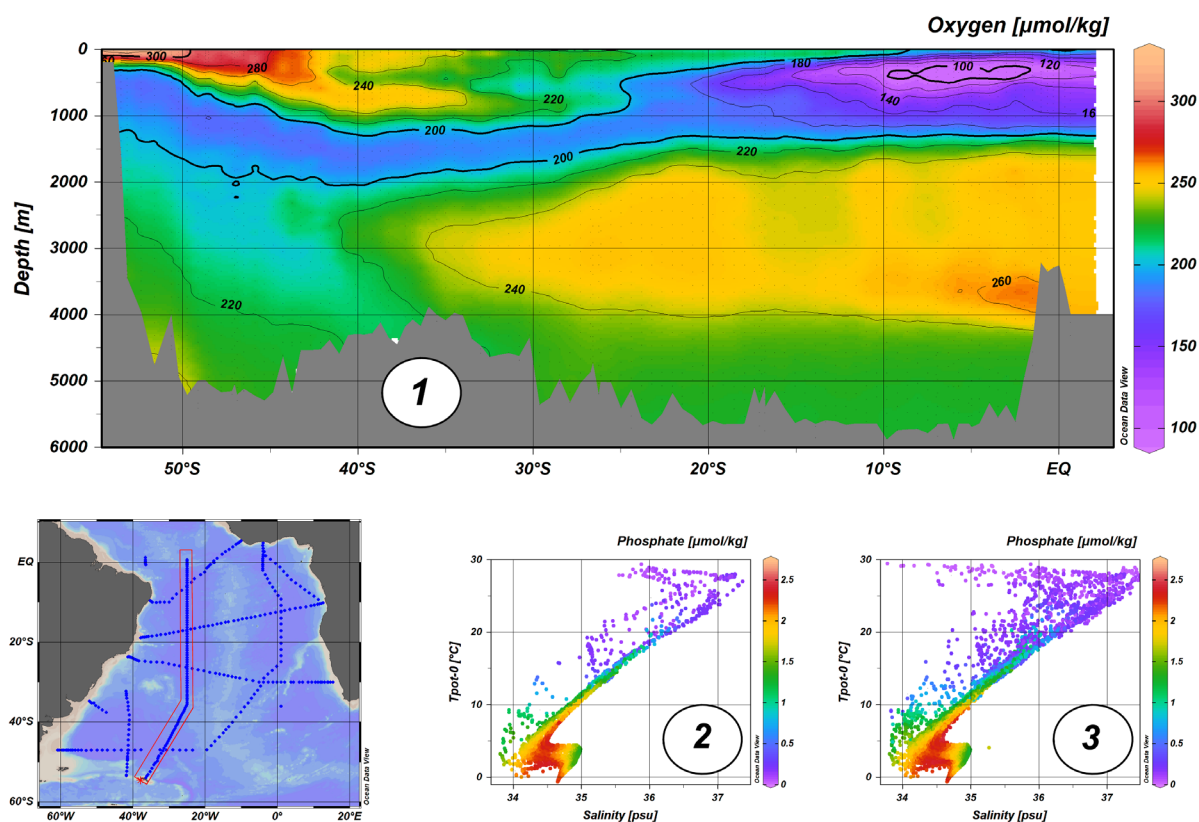 Oxygen [µmol/kg]
0
1000
2000
3000
4000
5000
6000
Depth [m]
300
280
240
220
200
200
180
100
120
140
16
220
220
240
260
1
50°S
40°S
30°S
20°S
10°S
EQ
Ocean Data View
300
250
200
150
100
EQ
20°S
40°S
60°S
60°W
40°W
20°W
0°
20°E
Ocean Data View
Phosphate [µmol/kg]
30
20
10
0
Tpot-0 [°C]
34
35
36
37
Salinity [psu]
2
Ocean Data View
2.5
2
1.5
1
0.5
0
Phosphate [µmol/kg]
30
20
10
0
Tpot-0 [°C]
34
35
36
37
Salinity [psu]
3
Ocean Data View
2.5
2
1.5
1
0.5
0